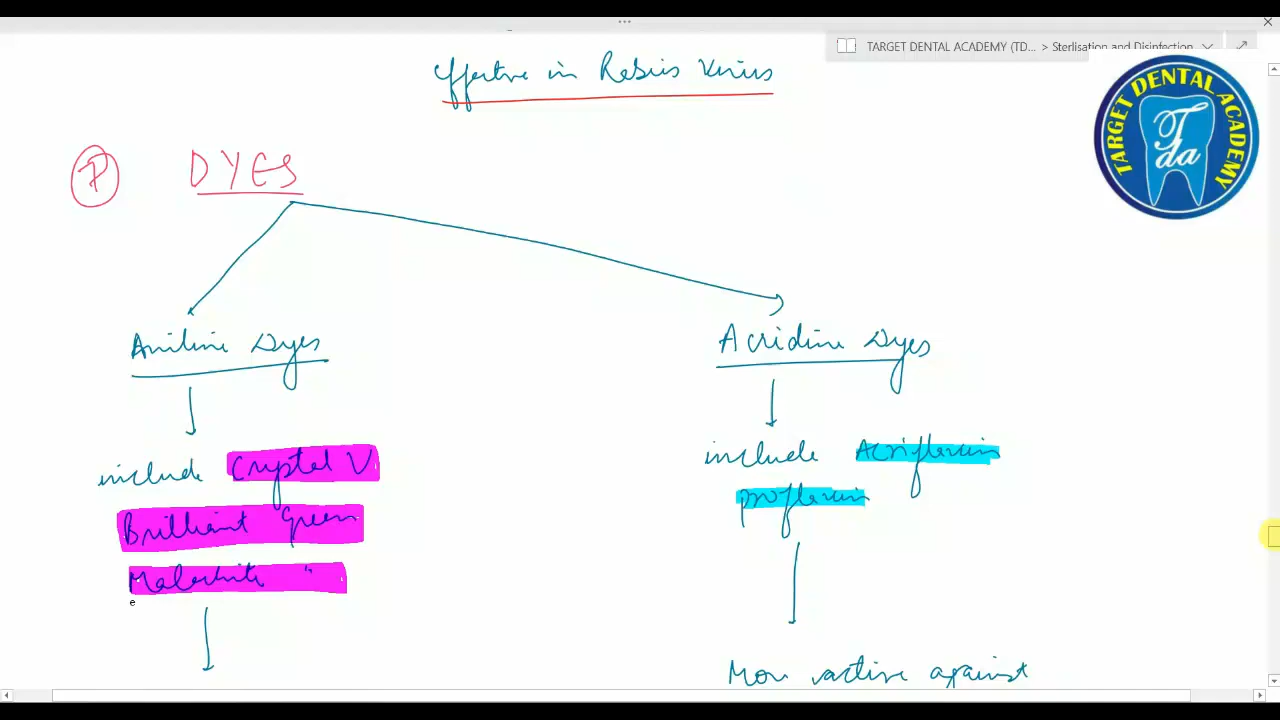 TARGET DENTAL ACADEMY (TD... > Sterlisation and Disinfection
effective in Rabies Virus
TARGET DENTAL ACADEMY
Tda
7 DYES
Aniline Dyes
Acridine Dyes
include Crystal V
Brilliant Green
Malachite "
e
include Acriflavin
proflavin
More active against